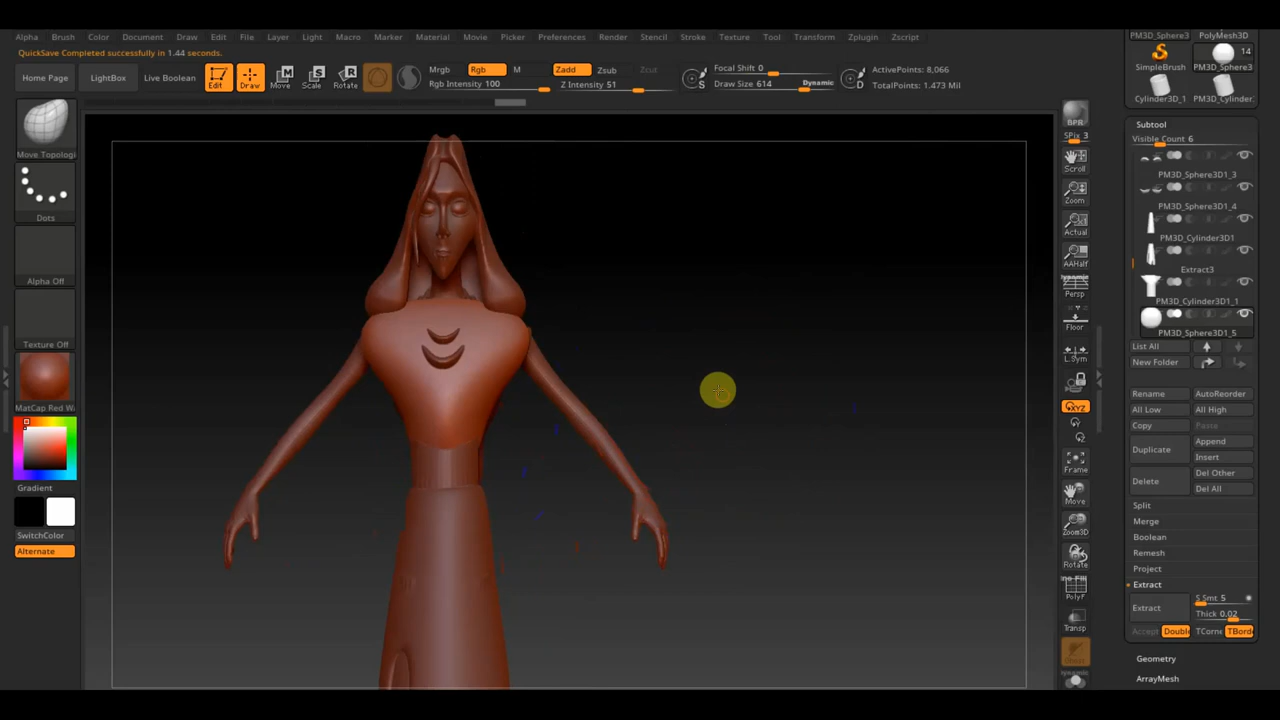 Alpha Brush Color Document Draw Edit File Layer Light Macro Marker Material Movie Picker Preferences Render Stencil Stroke Texture Tool Transform Zplugin Zscript
QuickSave Completed successfully in 1.44 seconds.
Home Page LightBox Live Boolean Edit Draw Move Scale Rotate
Mrgb Rgb M Zadd Zsub Zcut
Rgb Intensity 100 Z Intensity 51
Focal Shift 0
Draw Size 614 Dynamic
S D
ActivePoints: 8,066
TotalPoints: 1.473 Mil
Move Topologi
Dots
Alpha Off
Texture Off
MatCap Red W
Gradient
SwitchColor
Alternate
BPR
SPix 3
Scroll
Zoom
Actual
AAHalf
Persp
Floor
L.Sym
XYZ
Frame
Move
Zoom3D
Rotate
PolyF
Transp
PM3D_Sphere3 PolyMesh3D
14
SimpleBrush PM3D_Sphere3
Cylinder3D_1 PM3D_Cylinder.
Subtool
Visible Count 6
PM3D_Sphere3D1_3
PM3D_Sphere3D1_4
PM3D_Cylinder3D1
Extract3
PM3D_Cylinder3D1_1
PM3D_Sphere3D1_5
List All
New Folder
Rename AutoReorder
All Low All High
Copy Paste
Duplicate Append
Insert
Delete Del Other
Del All
Split
Merge
Boolean
Remesh
Project
Extract
Extract S Smt 5
Thick 0.02
Accept Double TCorne TBord
Geometry
ArrayMesh